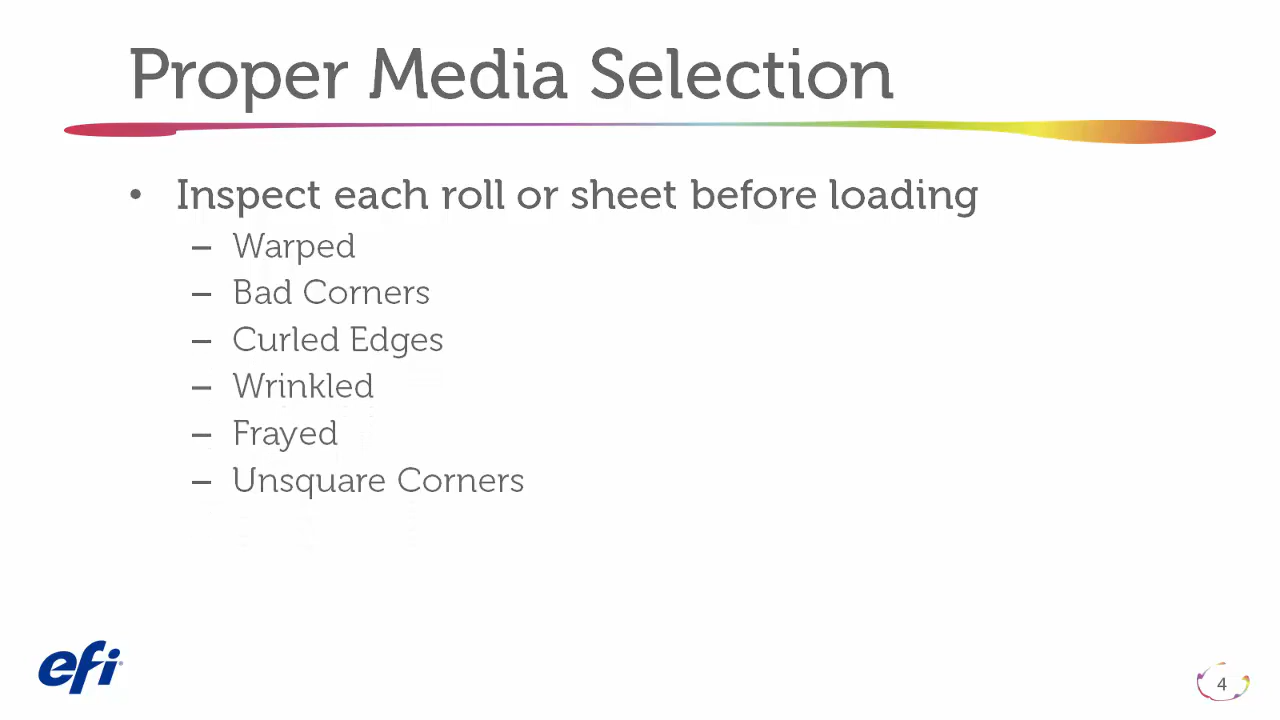 Proper Media Selection
• Inspect each roll or sheet before loading
– Warped
– Bad Corners
– Curled Edges
– Wrinkled
– Frayed
– Unsquare Corners
efi
4